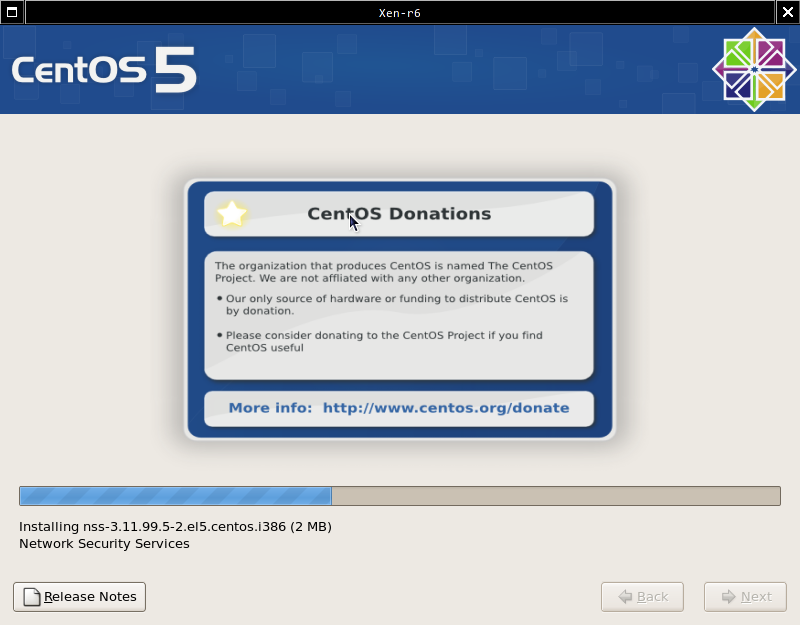 Xen-r6
CentOS 5
CentOS Donations
The organization that produces CentOS is named The CentOS
Project. We are not affliated with any other organization.
• Our only source of hardware or funding to distribute CentOS is
by donation.
• Please consider donating to the CentOS Project if you find
CentOS useful
More info: http://www.centos.org/donate
Installing nss-3.11.99.5-2.el5.centos.i386 (2 MB)
Network Security Services
Release Notes
Back
Next